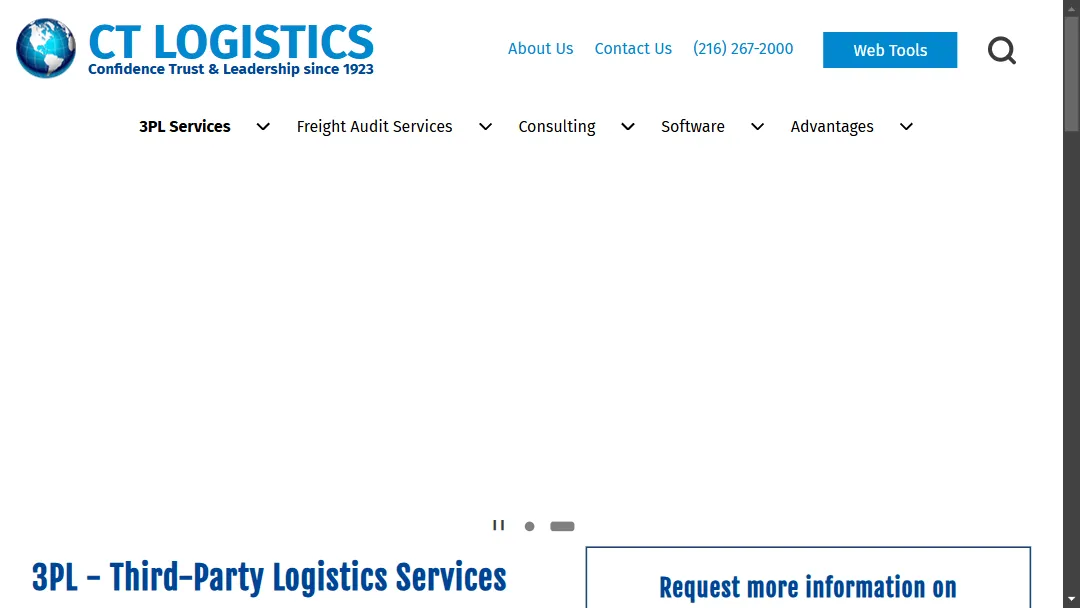 CT LOGISTICS
Confidence Trust & Leadership since 1923
About Us
Contact Us
(216) 267-2000
Web Tools
3PL Services
Freight Audit Services
Consulting
Software
Advantages
3PL - Third-Party Logistics Services
Request more information on